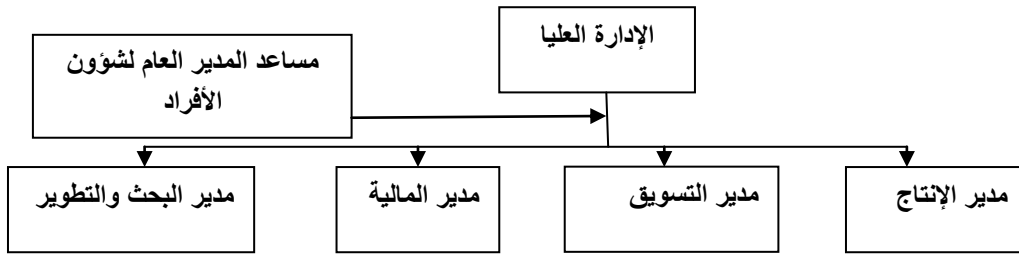 الإدارة العليا
مساعد المدير العام لشؤون
الأفراد
مدير الإنتاج
مدير التسويق
مدير المالية
مدير البحث والتطوير